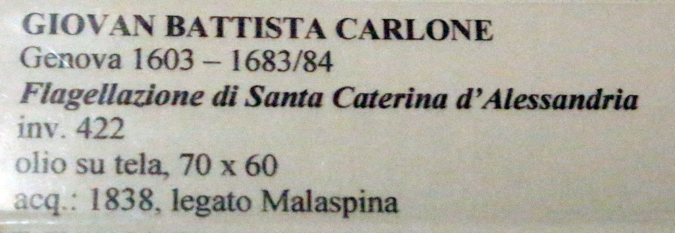 GIOVAN BATTISTA CARLONE
Genova 1603 – 1683/84
Flagellazione di Santa Caterina d'Alessandria
inv. 422
olio su tela, 70 x 60
acq.: 1838, legato Malaspina